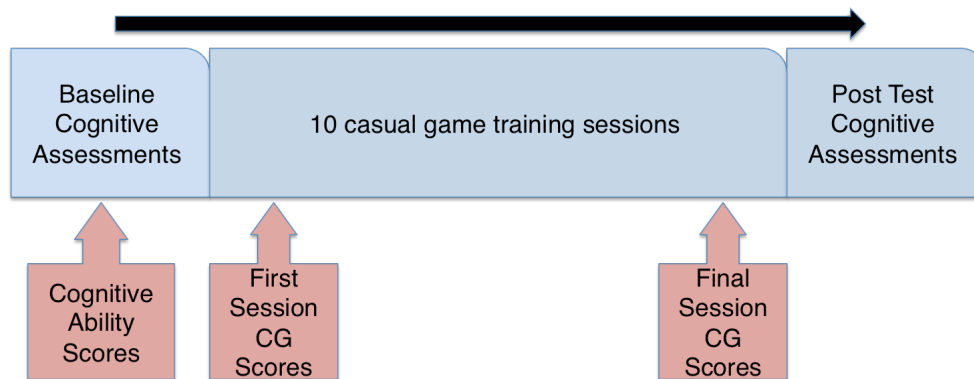 Baseline
Cognitive
Assessments
10 casual game training sessions
Post Test
Cognitive
Assessments
Cognitive
Ability
Scores
First
Session
CG
Scores
Final
Session
CG
Scores